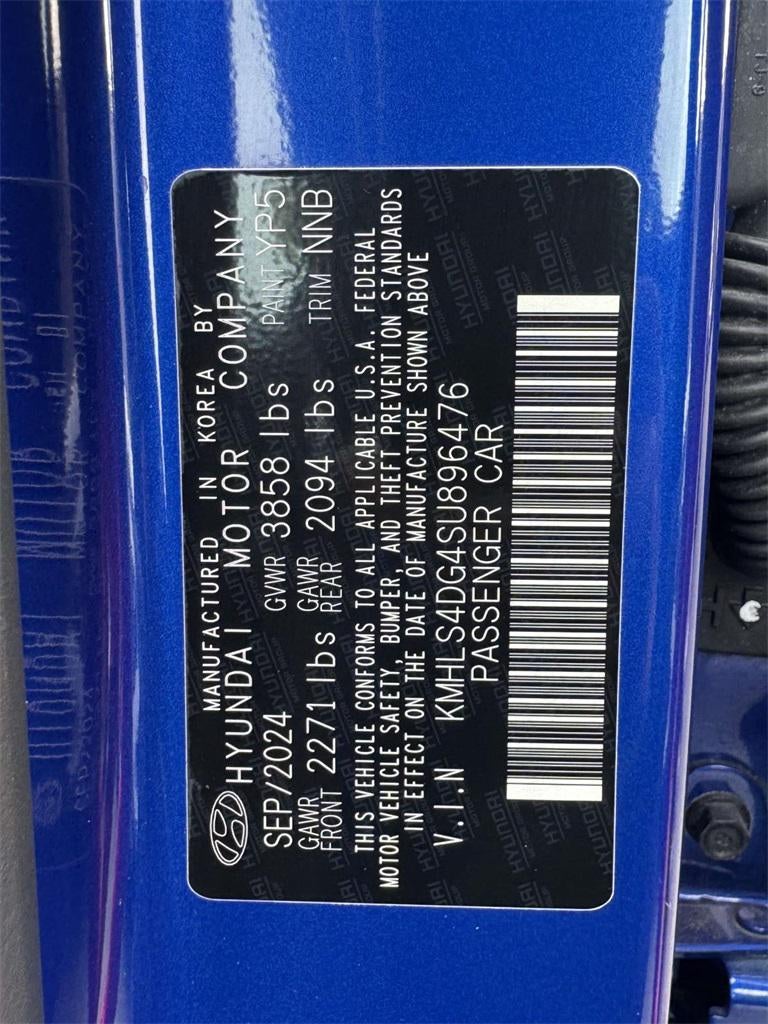 MANUFACTURED IN KOREA BY
HYUNDAI MOTOR COMPANY
SEP/2024 GVWR 3858 lbs PAINT YP5
GAWR FRONT 2271 lbs GAWR REAR 2094 lbs TRIM NNB
THIS VEHICLE CONFORMS TO ALL APPLICABLE U.S.A. FEDERAL
MOTOR VEHICLE SAFETY, BUMPER, AND THEFT PREVENTION STANDARDS
IN EFFECT ON THE DATE OF MANUFACTURE SHOWN ABOVE
V.I.N KMHLS4DG4SU896476
PASSENGER CAR